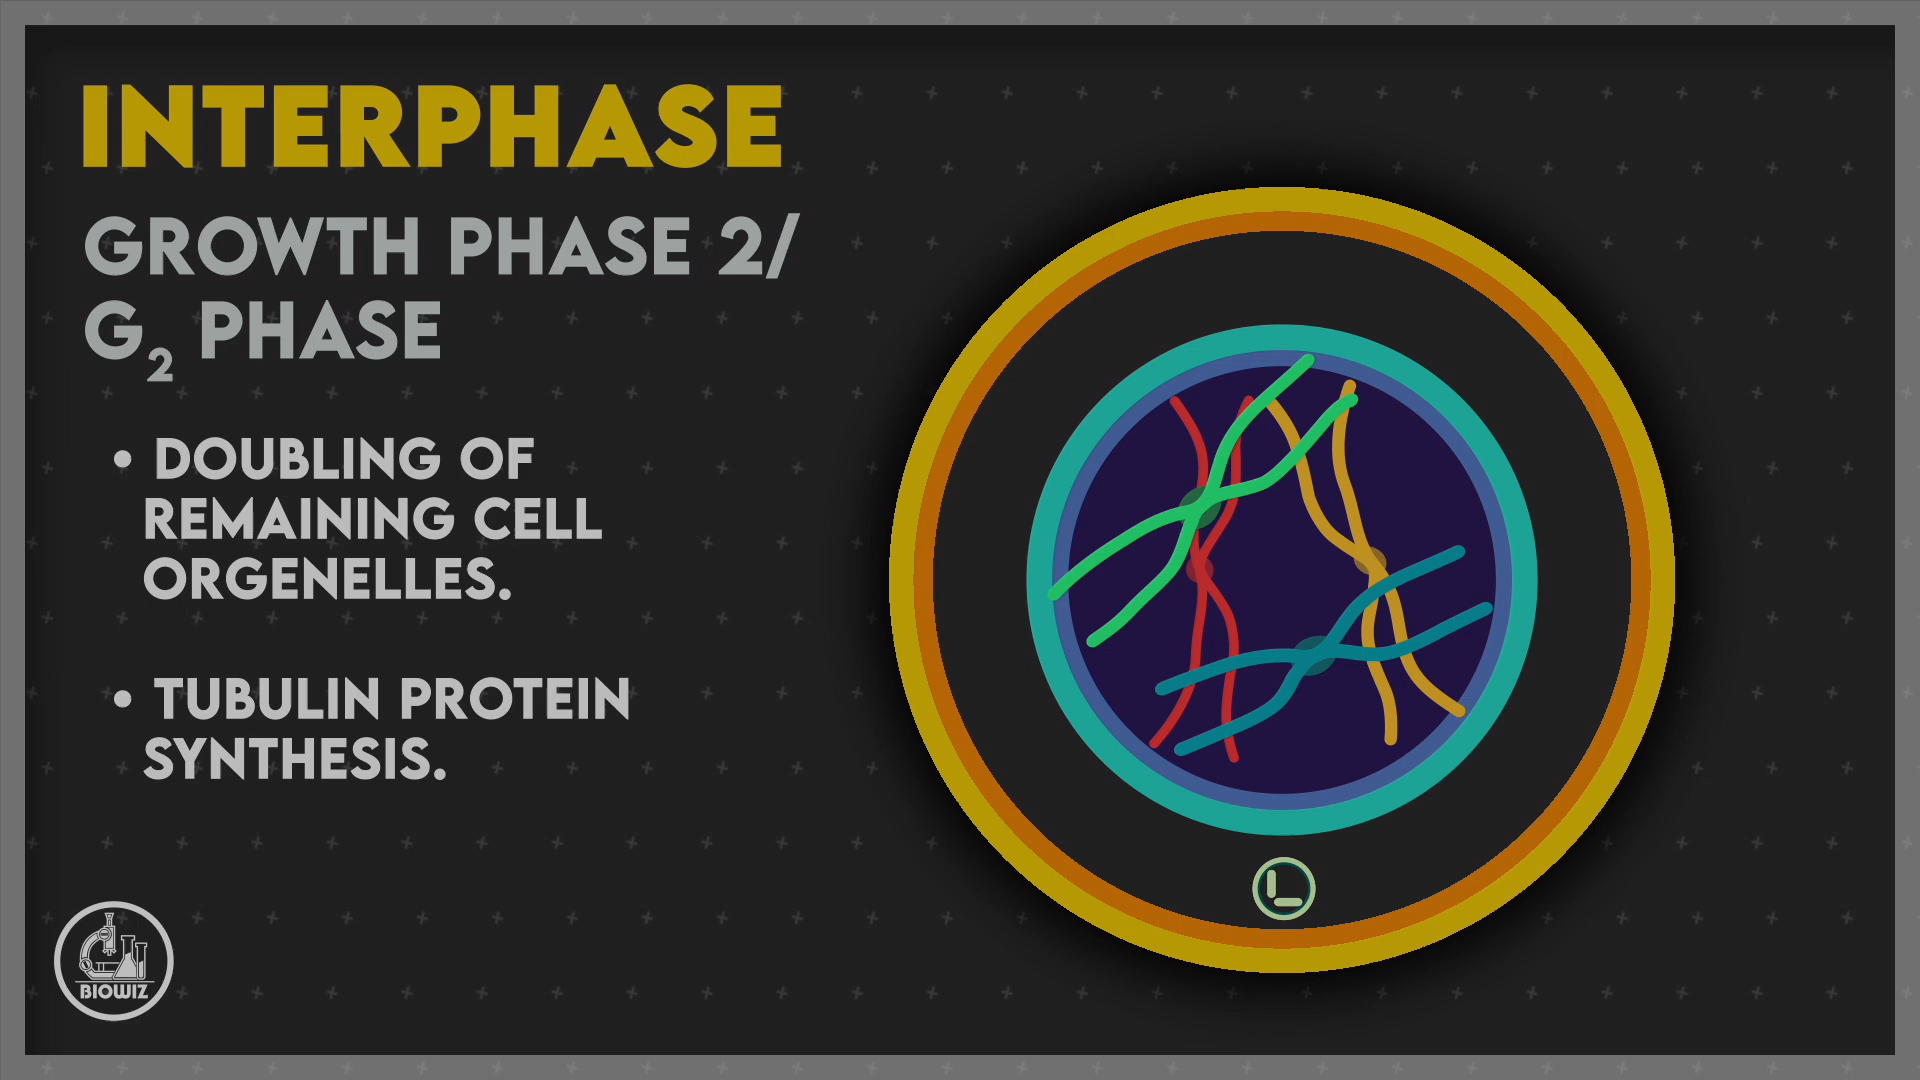 INTERPHASE
GROWTH PHASE 2/
G₂ PHASE
• DOUBLING OF
REMAINING CELL
ORGENELLES.
• TUBULIN PROTEIN
SYNTHESIS.
BIOWIZ